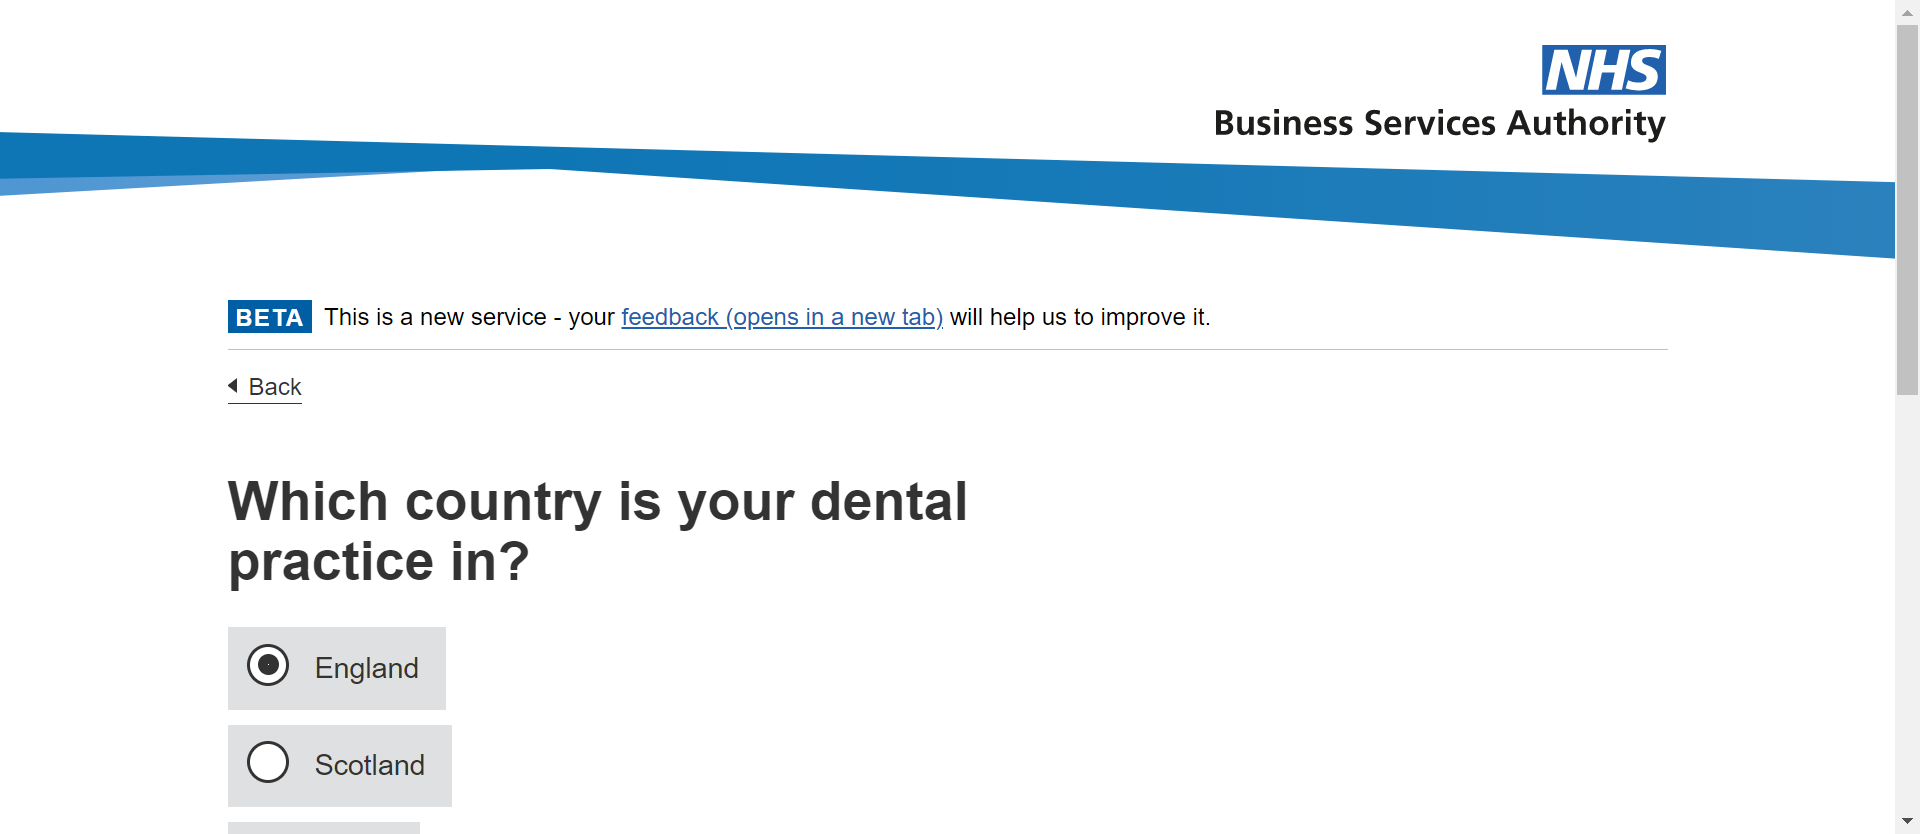 NHS
Business Services Authority
BETA This is a new service - your feedback (opens in a new tab) will help us to improve it.
Back
Which country is your dental
practice in?
England
Scotland